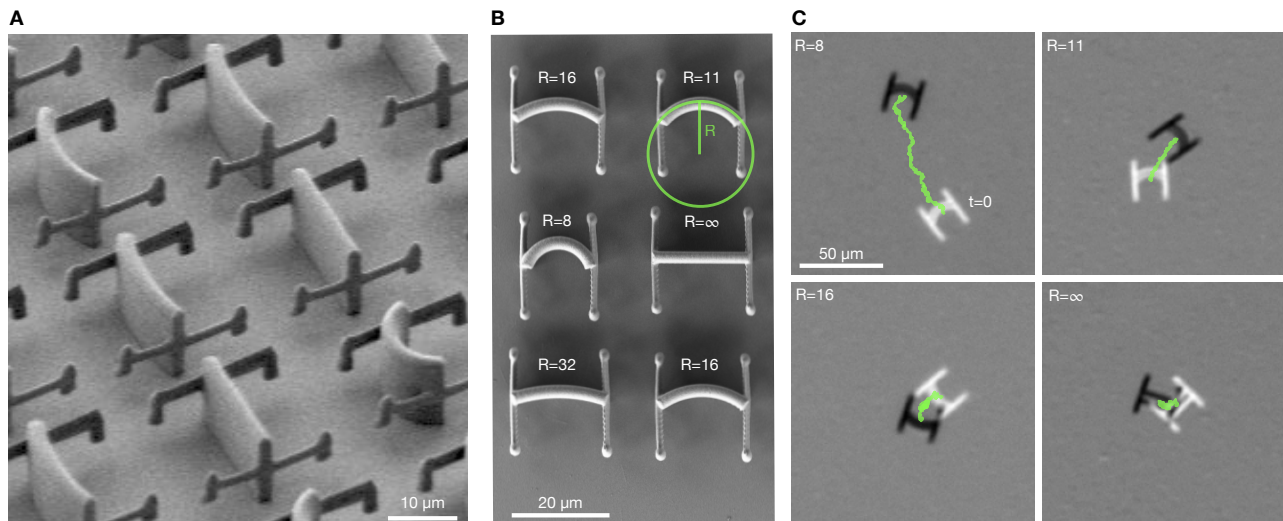 A
B
C
10 µm
R=16
R=11
R
R=8
R=∞
R=32
R=16
20 µm
R=8
t=0
50 µm
R=11
R=16
R=∞